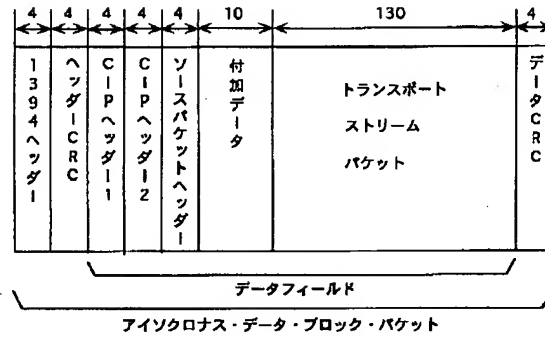 4 4 4 4 4 10 130 4
1394ヘッダー
ヘッダーCRC
CIPヘッダー1
CIPヘッダー2
ソースパケットヘッダー
付加データ
トランスポート
ストリーム
パケット
データCRC
データフィールド
アイソクロナス・データ・ブロック・パケット